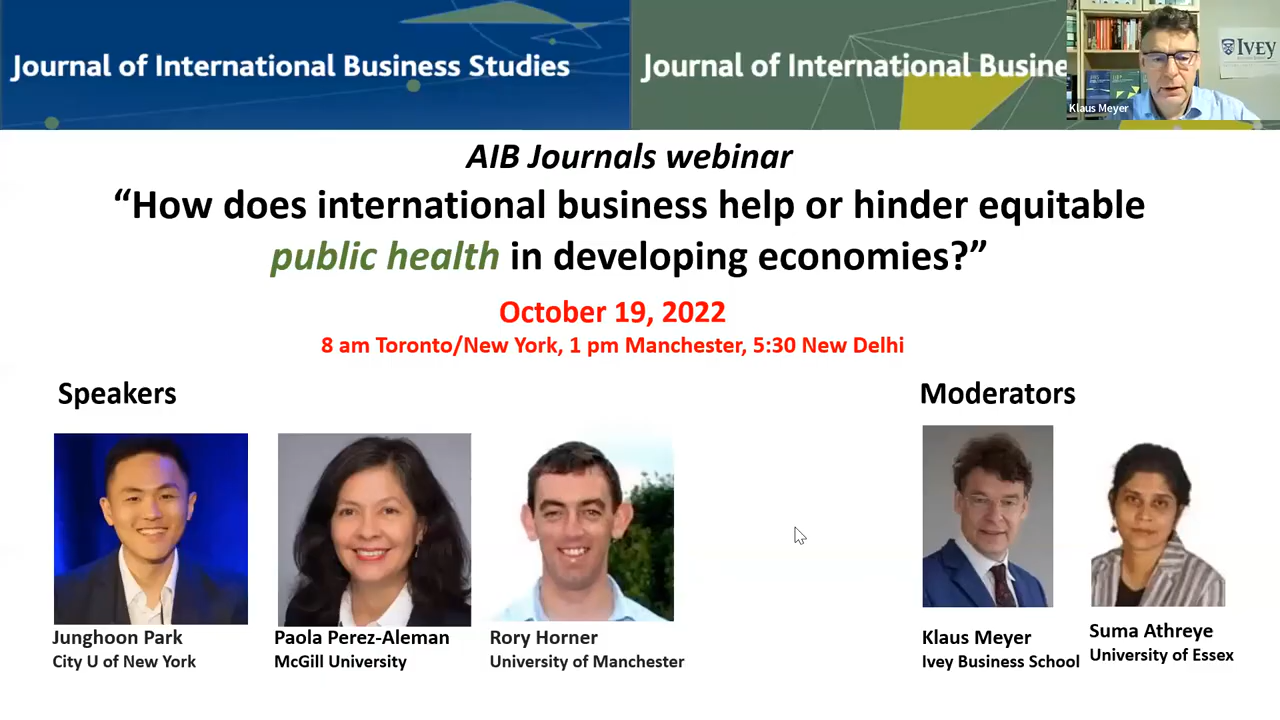 Journal of International Business Studies
Journal of International Busine
IVEY
Klaus Meyer
AIB Journals webinar
“How does international business help or hinder equitable
public health in developing economies?”
October 19, 2022
8 am Toronto/New York, 1 pm Manchester, 5:30 New Delhi
Speakers
Moderators
Junghoon Park
City U of New York
Paola Perez-Aleman
McGill University
Rory Horner
University of Manchester
Klaus Meyer
Ivey Business School
Suma Athreye
University of Essex